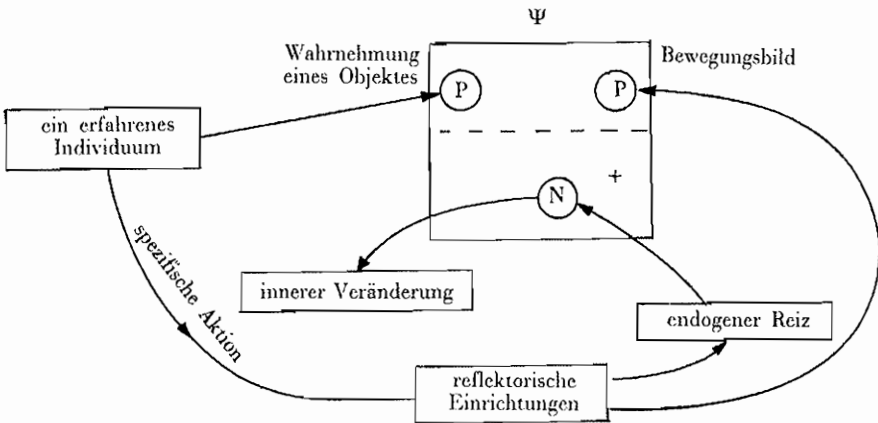 Ψ
Wahrnehmung
eines Objektes
Bewegungsbild
P
P
ein erfahrenes
Individuum
+
N
spezifische Aktion
innerer Veränderung
endogener Reiz
reflektorische
Einrichtungen